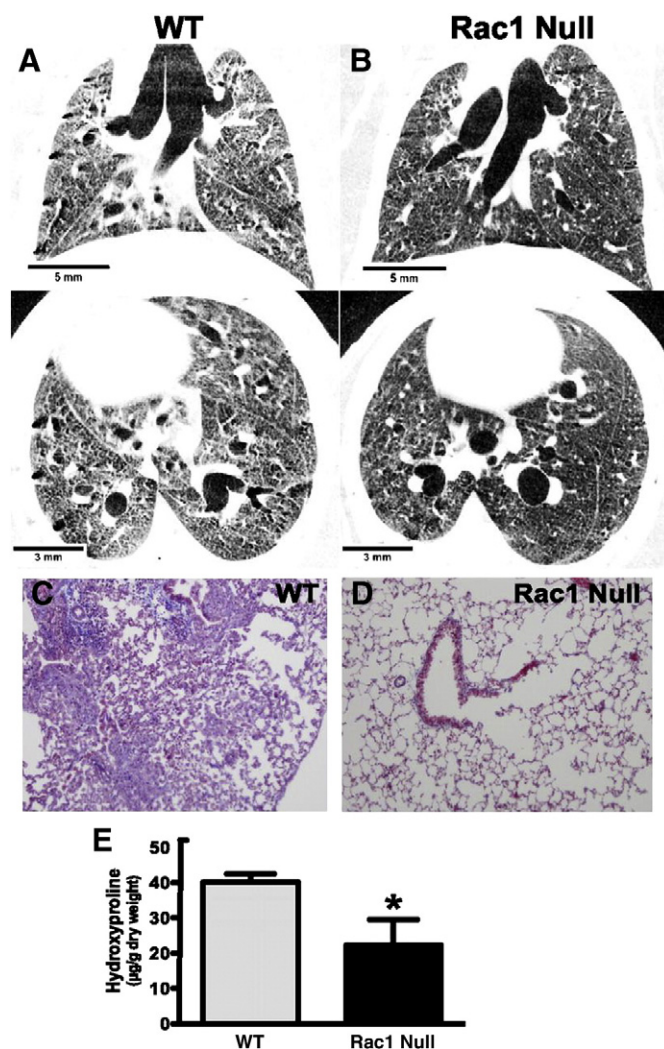 WT Rac1 Null
A B
5 mm 5 mm
3 mm 3 mm
C WT D Rac1 Null
E
Hydroxyproline
(µg/g dry weight)
50
40
30
20
10
0
*
WT Rac1 Null